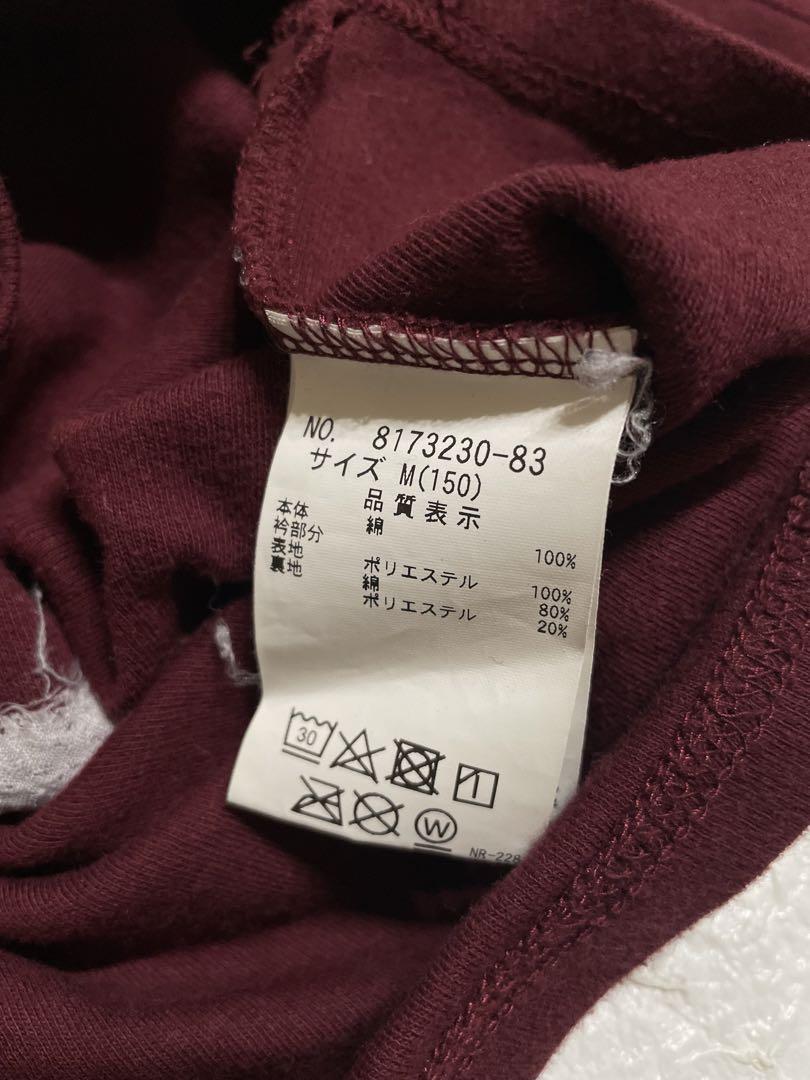 NO. 8173230-83
サイズ M(150)
品質表示
本体 綿 100%
衿部分
表地 ポリエステル 100%
裏地 綿 80%
ポリエステル 20%
30
W
NR-228